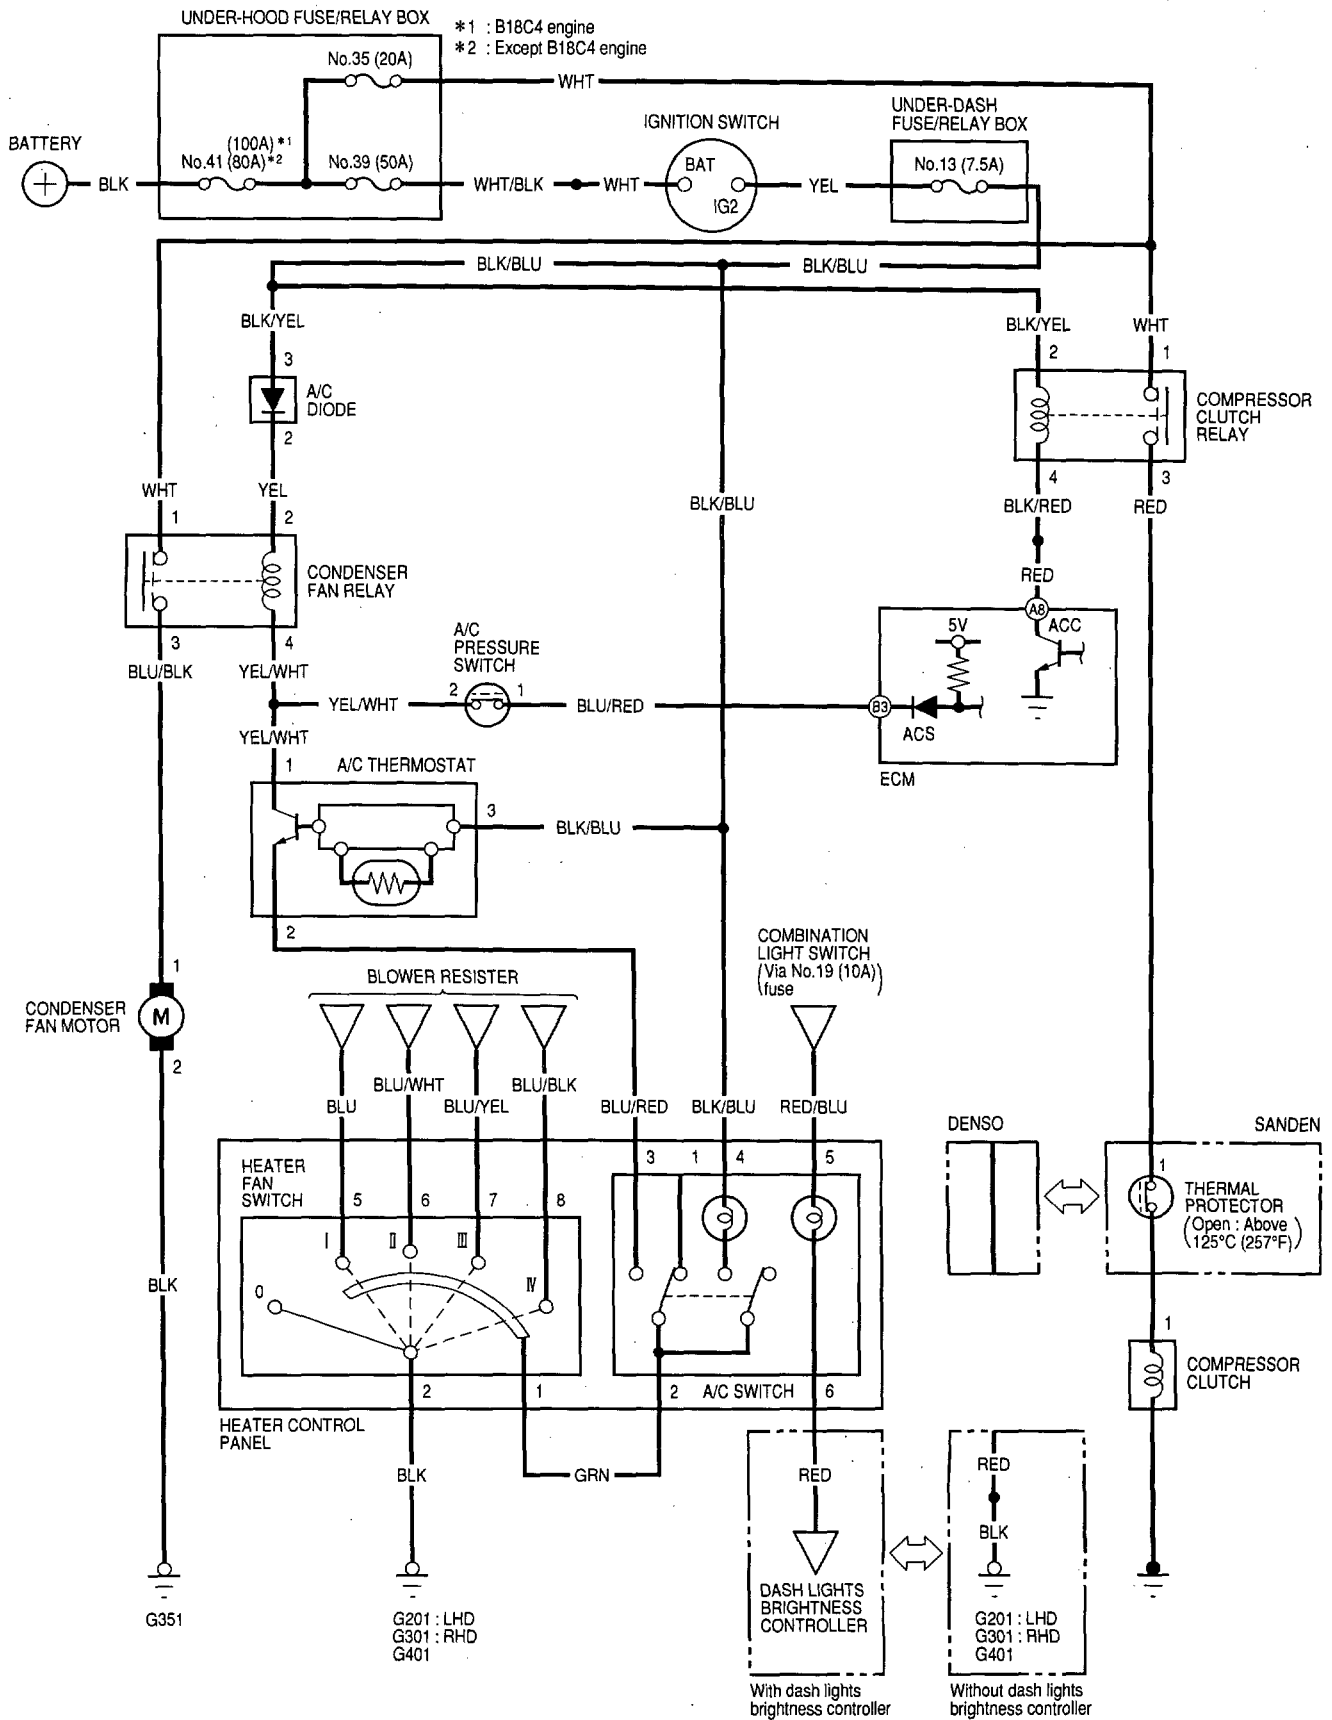 UNDER-HOOD FUSE/RELAY BOX
*1 : B18C4 engine
*2 : Except B18C4 engine
No.35 (20A)
WHT
UNDER-DASH
FUSE/RELAY BOX
IGNITION SWITCH
BATTERY
(100A)*1
No.41 (80A)*2
No.39 (50A)
BAT
No.13 (7.5A)
+
BLK
WHT/BLK
WHT
YEL
IG2
BLK/BLU
BLK/BLU
BLK/YEL
BLK/YEL
WHT
3
2
1
A/C
DIODE
COMPRESSOR
CLUTCH
RELAY
2
4
3
WHT
YEL
BLK/BLU
BLK/RED
RED
1
2
CONDENSER
FAN RELAY
RED
A8
3
4
A/C
PRESSURE
SWITCH
5V
ACC
BLU/BLK
YEL/WHT
YEL/WHT
2
1
BLU/RED
B3
ACS
YEL/WHT
1
A/C THERMOSTAT
ECM
3
BLK/BLU
2
COMBINATION
LIGHT SWITCH
(Via No.19 (10A))
fuse
1
BLOWER RESISTER
CONDENSER
FAN MOTOR
M
2
BLU
BLU/WHT
BLU/YEL
BLU/BLK
BLU/RED
BLK/BLU
RED/BLU
DENSO
SANDEN
HEATER
FAN
SWITCH
3
1
4
5
1
5
6
7
8
THERMAL
PROTECTOR
(Open : Above
125°C (257°F))
I
II
III
IV
0
BLK
1
COMPRESSOR
CLUTCH
2
1
2
A/C SWITCH
6
HEATER CONTROL
PANEL
BLK
GRN
RED
RED
BLK
DASH LIGHTS
BRIGHTNESS
CONTROLLER
G351
G201 : LHD
G301 : RHD
G401
G201 : LHD
G301 : RHD
G401
With dash lights
brightness controller
Without dash lights
brightness controller